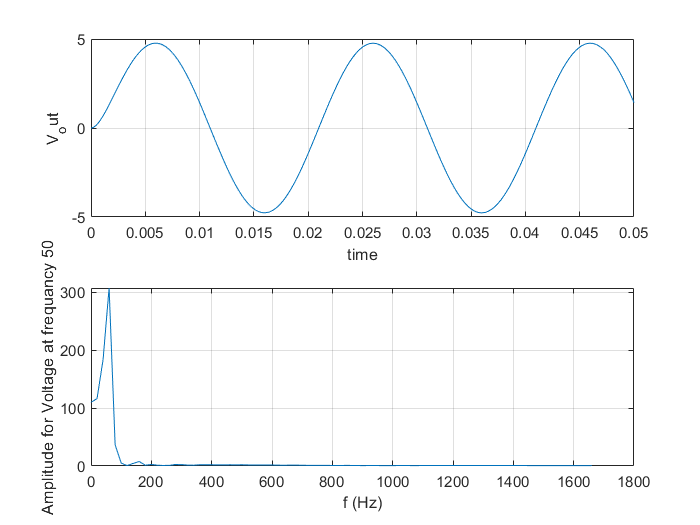 5
0
-5
V_out
0 0.005 0.01 0.015 0.02 0.025 0.03 0.035 0.04 0.045 0.05
time
300
200
100
0
Amplitude for Voltage at frequancy 50
0 200 400 600 800 1000 1200 1400 1600 1800
f (Hz)